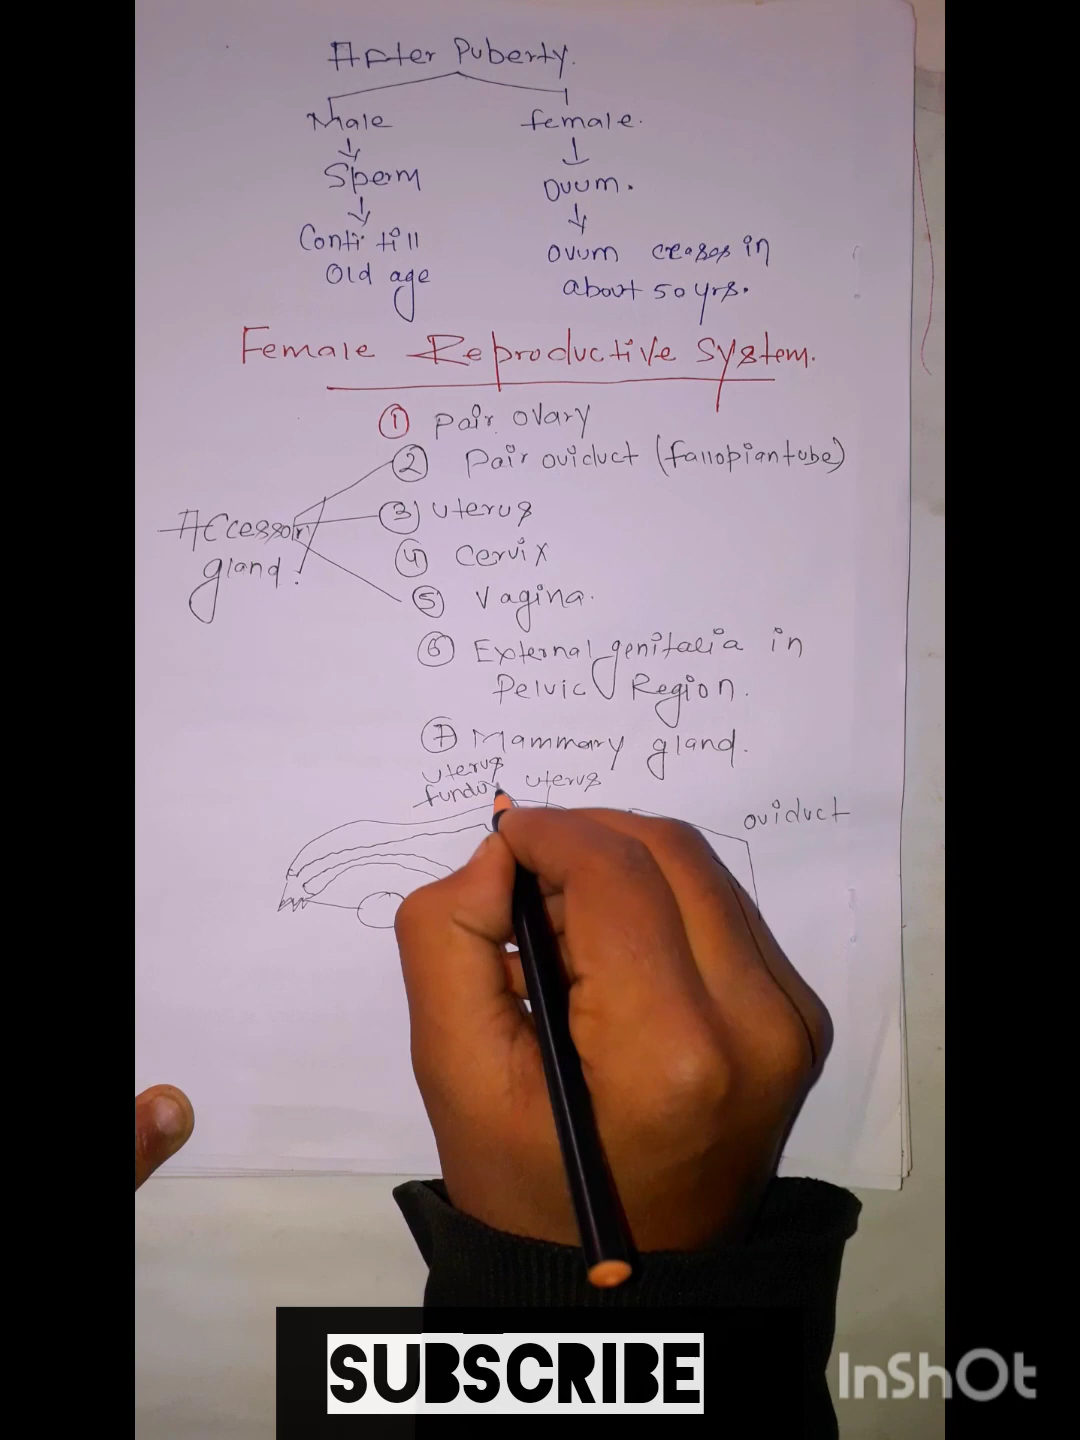 After Puberty.
Male female.
Sperm Ovum.
Conti till Old age
Ovum ceases in about 50 yrs.
Female Reproductive System.
① Pair ovary
② Pair oviduct (fallopian tube)
Accessory gland.
③ uterus
④ Cervix
⑤ Vagina.
⑥ External genitalia in
Pelvic Region.
⑦ Mammary gland.
uterus
uterus
oviduct
SUBSCRIBE
InShOt